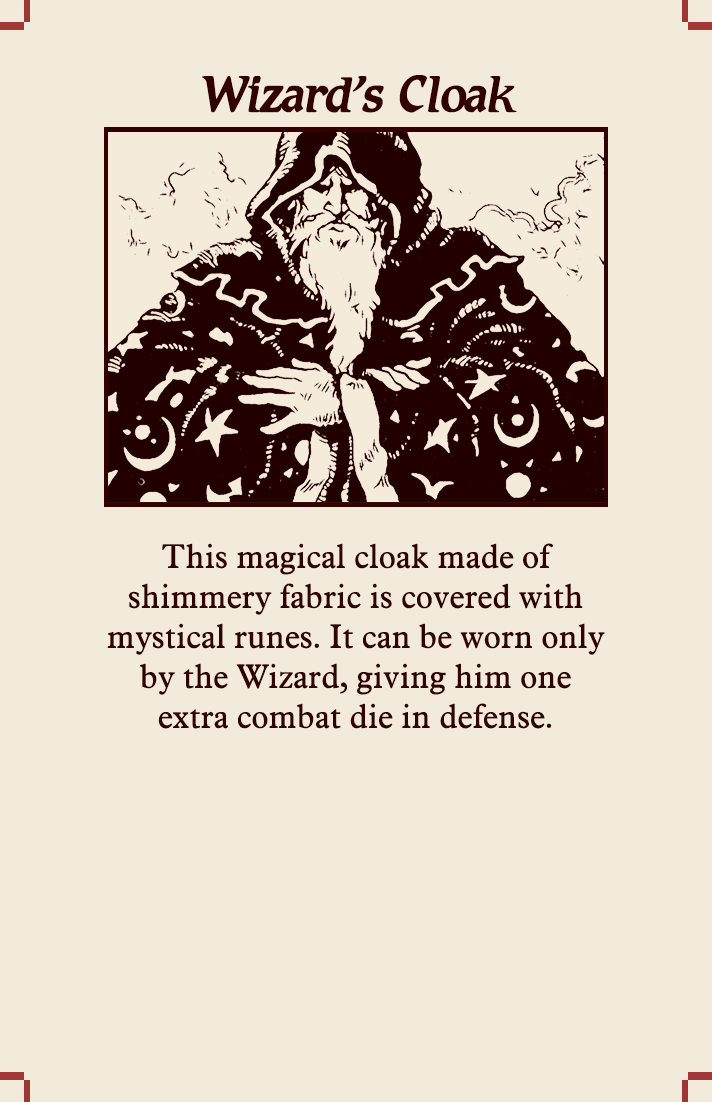 Wizard’s Cloak
This magical cloak made of
shimmery fabric is covered with
mystical runes. It can be worn only
by the Wizard, giving him one
extra combat die in defense.